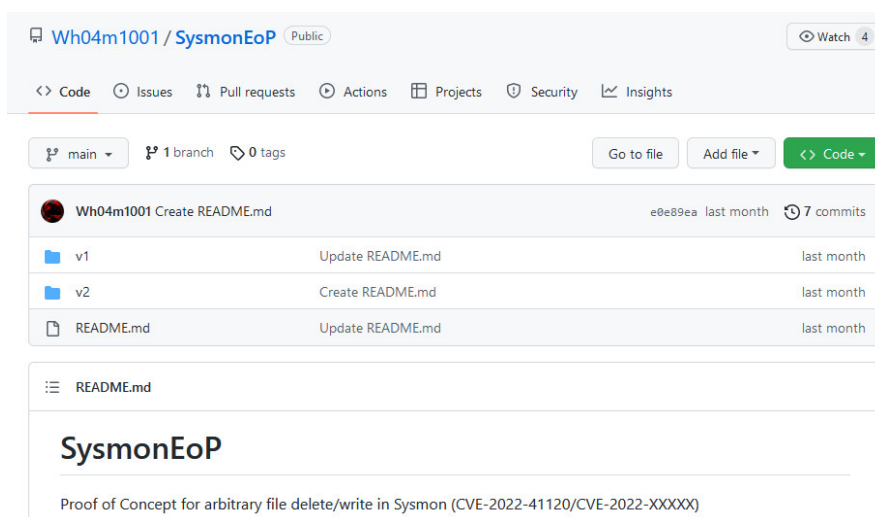 Wh04m1001 / SysmonEoP Public Watch 4
<> Code Issues Pull requests Actions Projects Security Insights
main 1 branch 0 tags Go to file Add file <> Code
Wh04m1001 Create README.md e0e89ea last month 7 commits
v1 Update README.md last month
v2 Create README.md last month
README.md Update README.md last month
README.md
SysmonEoP
Proof of Concept for arbitrary file delete/write in Sysmon (CVE-2022-41120/CVE-2022-XXXXX)